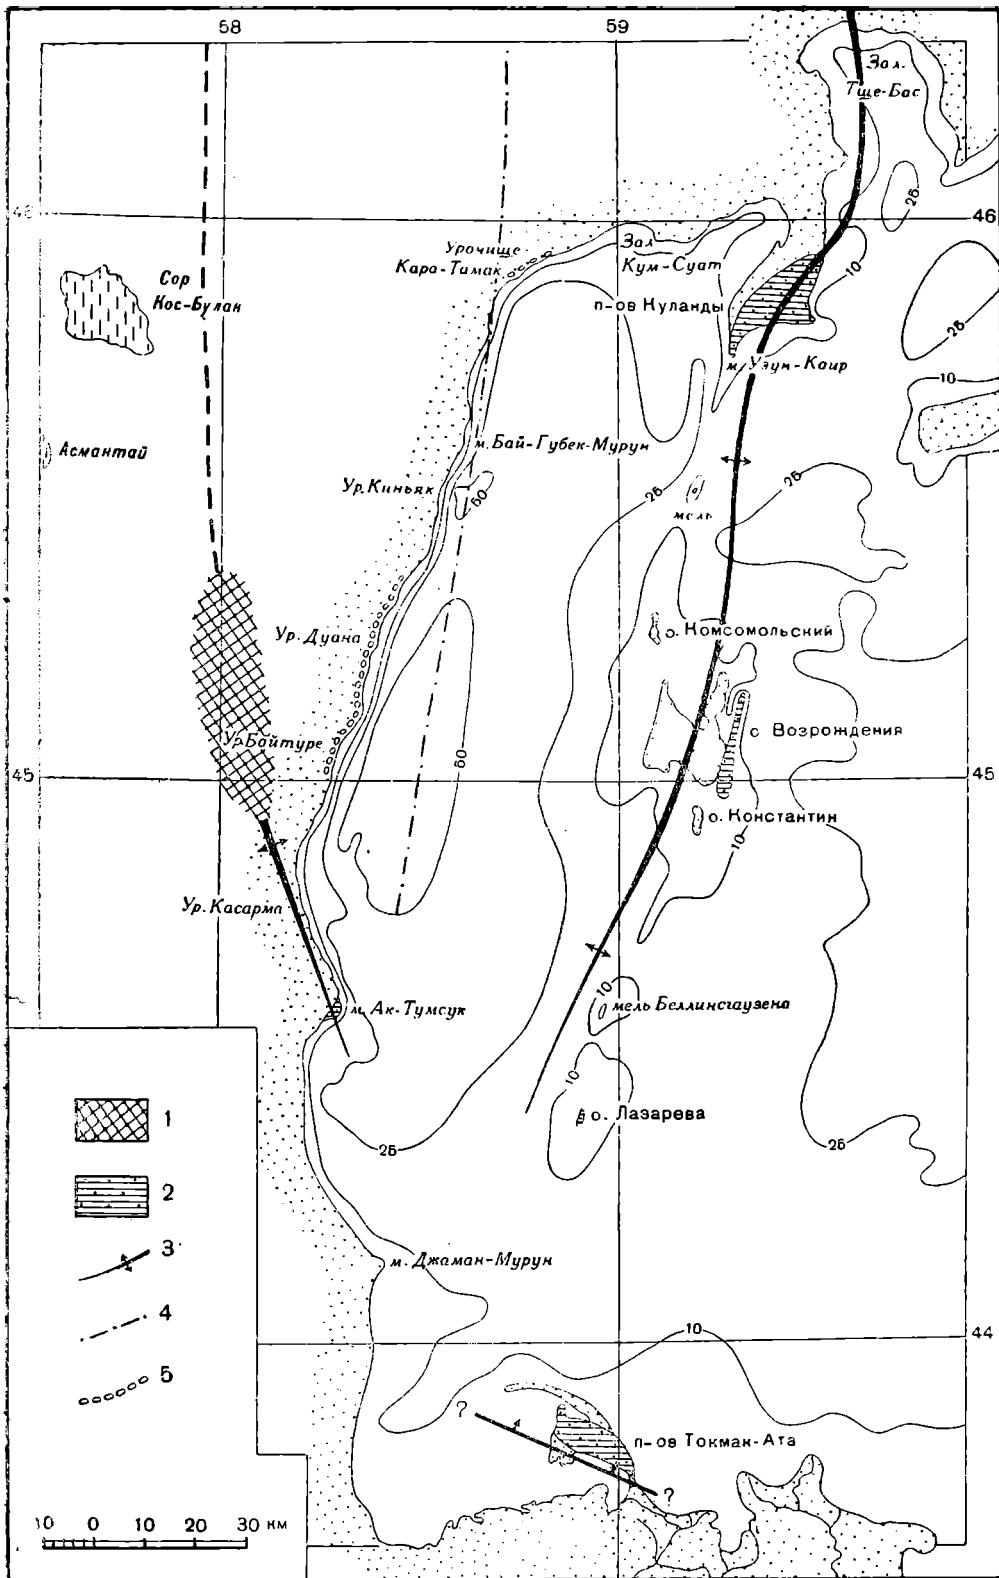 58
59
Зал.
Тще-Бас
46
46
25
Урочище
Кара-Тамак
Зал
Кум-Суат
10
Сор
Кос-Булан
п-ов Куланды
25
м. Узун-Каир
10
Асмантай
м. Бай-Губек-Мурун
Ур. Киньяк
50
25
25
мель
Ур. Дуана
о. Комсомольский
Ур. Байтуре
о Возрождения
50
45
45
о. Константин
10
Ур. Касарма
10
мель Беллинсгаузена
м. Ак-Тумсук
10
о. Лазарева
1
25
25
2
3
м. Джаман-Мурун
4
10
44
5
?
п-ов Токмак-Ата
?
10 0 10 20 30 км